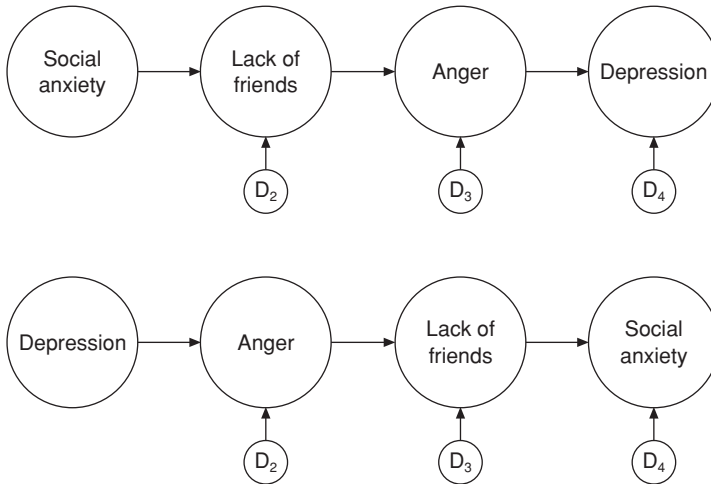 Social
anxiety
Lack of
friends
Anger
Depression
D₂
D₃
D₄
Depression
Anger
Lack of
friends
Social
anxiety
D₂
D₃
D₄